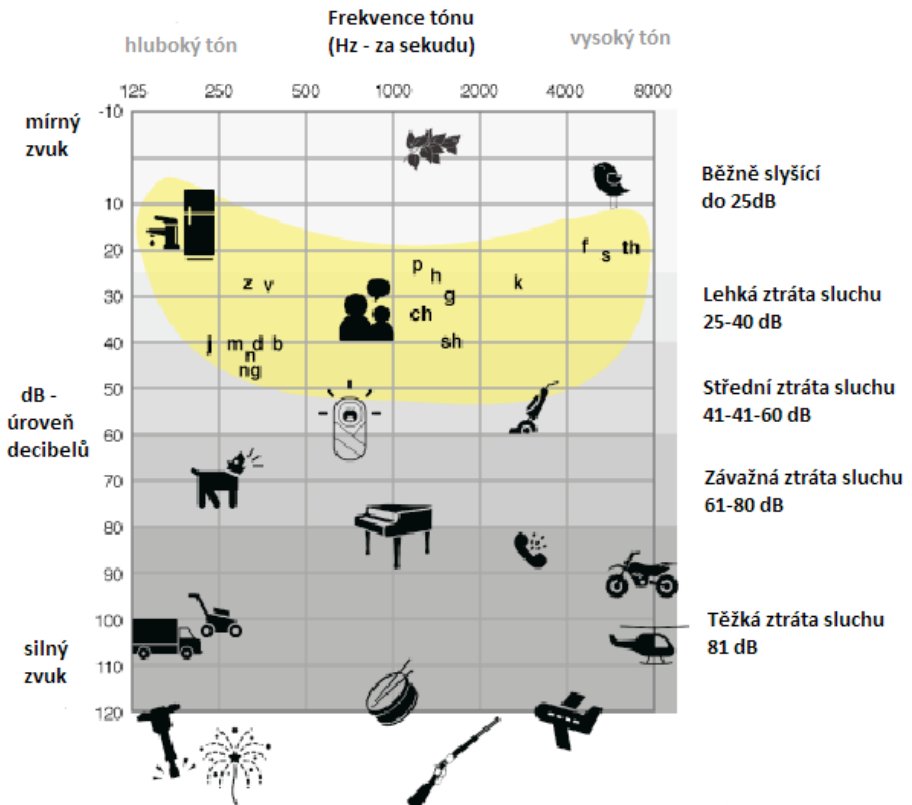 Frekvence tónu
(Hz - za sekudu)
hluboký tón
vysoký tón
125 250 500 1000 2000 4000 8000
mírný
zvuk
-10
10
20
30
40
50
60
70
80
90
100
110
120
dB -
úroveň
decibelů
silný
zvuk
f s th
p
h
z v
k
g
ch
j m d b
n
sh
ng
Běžně slyšící
do 25dB
Lehká ztráta sluchu
25-40 dB
Střední ztráta sluchu
41-41-60 dB
Závažná ztráta sluchu
61-80 dB
Těžká ztráta sluchu
81 dB